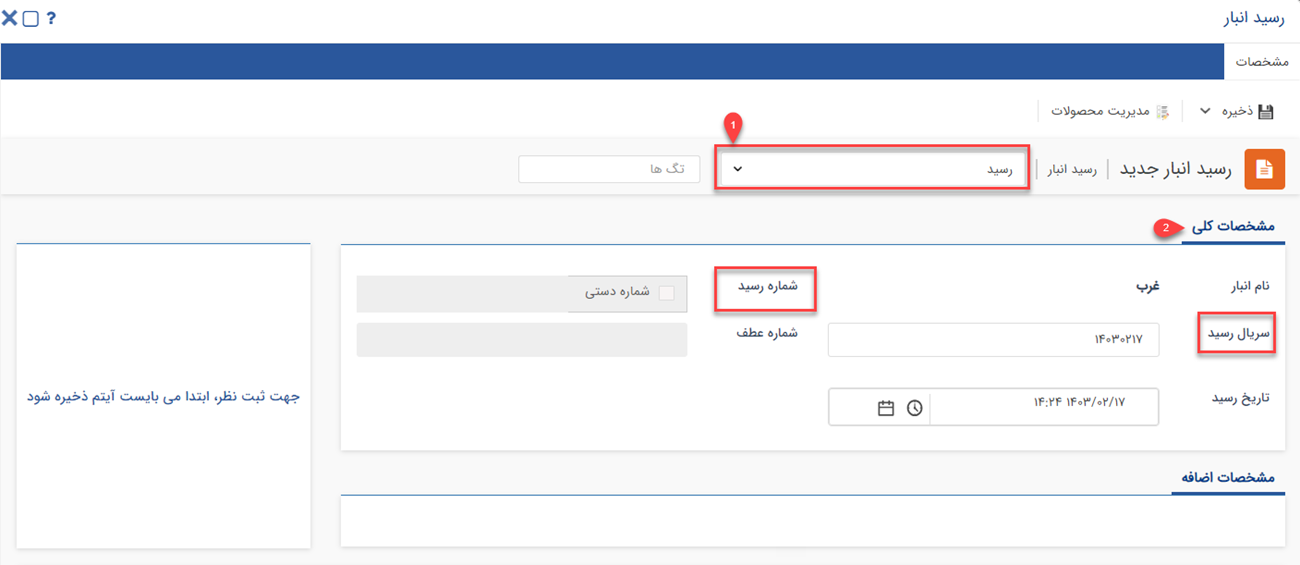 رسید انبار
?
مشخصات
ذخیره
مدیریت محصولات
1
رسید انبار جدید
رسید انبار
رسید
تگ ها
مشخصات کلی
2
نام انبار
غرب
شماره رسید
شماره دستی
سریال رسید
۱۴۰۳۰۲۱۷
شماره عطف
تاریخ رسید
۱۴۰۳/۰۲/۱۷ ۱۴:۲۴
جهت ثبت نظر، ابتدا می بایست آیتم ذخیره شود
مشخصات اضافه